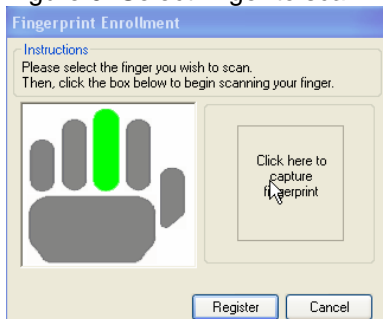 Fingerprint Enrollment
Instructions
Please select the finger you wish to scan.
Then, click the box below to begin scanning your finger.
Click here to
capture
fingerprint
Register
Cancel